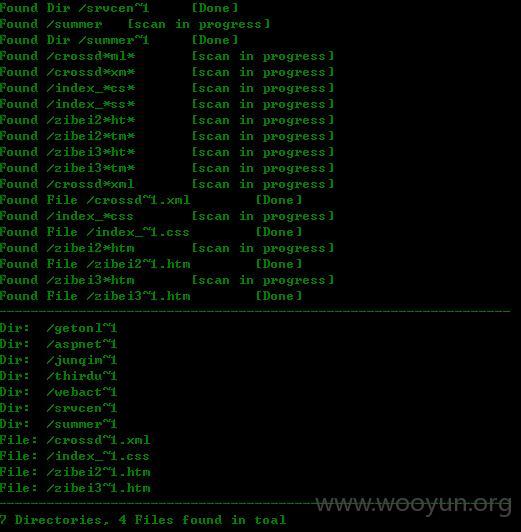 Found Dir /srvcen~1 [Done]
Found /summer [scan in progress]
Found Dir /summer~1 [Done]
Found /crossd*ml* [scan in progress]
Found /crossd*xm* [scan in progress]
Found /index_*cs* [scan in progress]
Found /index_*ss* [scan in progress]
Found /zibei2*ht* [scan in progress]
Found /zibei2*tm* [scan in progress]
Found /zibei3*ht* [scan in progress]
Found /zibei3*tm* [scan in progress]
Found /crossd*xml [scan in progress]
Found File /crossd~1.xml [Done]
Found /index_*css [scan in progress]
Found File /index_~1.css [Done]
Found /zibei2*htm [scan in progress]
Found File /zibei2~1.htm [Done]
Found /zibei3*htm [scan in progress]
Found File /zibei3~1.htm [Done]
----------------------------------------------------------------
Dir: /getonl~1
Dir: /aspnet~1
Dir: /junqim~1
Dir: /thirdu~1
Dir: /webact~1
Dir: /srvcen~1
Dir: /summer~1
File: /crossd~1.xml
File: /index_~1.css
File: /zibei2~1.htm
File: /zibei3~1.htm
----------------------------------------------------------------
www.wooyun.org
7 Directories, 4 Files found in toal